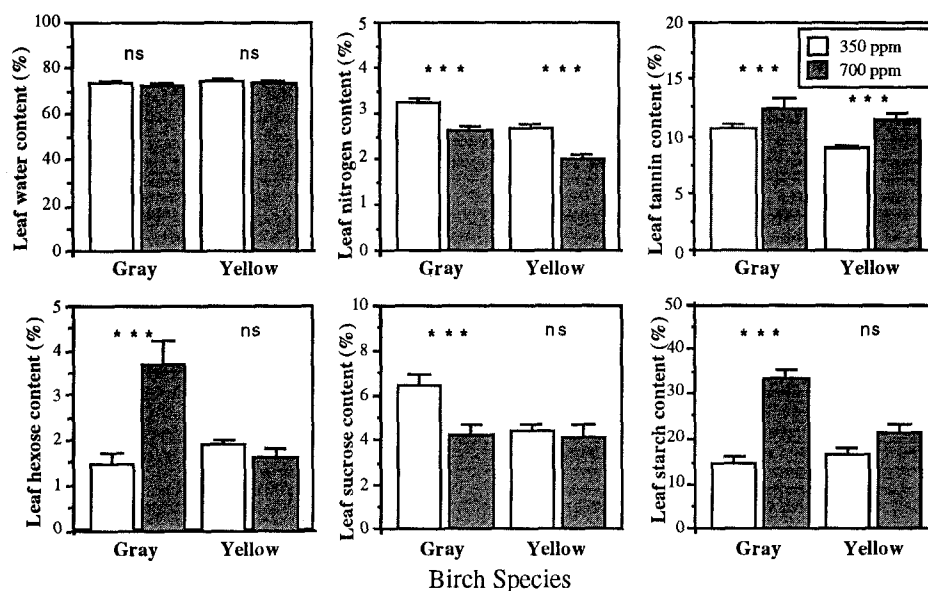 Leaf water content (%)
100
80
60
40
20
0
ns
ns
Gray
Yellow
Leaf nitrogen content (%)
5
4
3
2
1
0
* * *
* * *
Gray
Yellow
Leaf tannin content (%)
20
15
10
5
0
* * *
* * *
350 ppm
700 ppm
Gray
Yellow
Leaf hexose content (%)
5
4
3
2
1
0
* * *
ns
Gray
Yellow
Leaf sucrose content (%)
10
8
6
4
2
0
* * *
ns
Gray
Yellow
Leaf starch content (%)
50
40
30
20
10
0
* * *
ns
Gray
Yellow
Birch Species